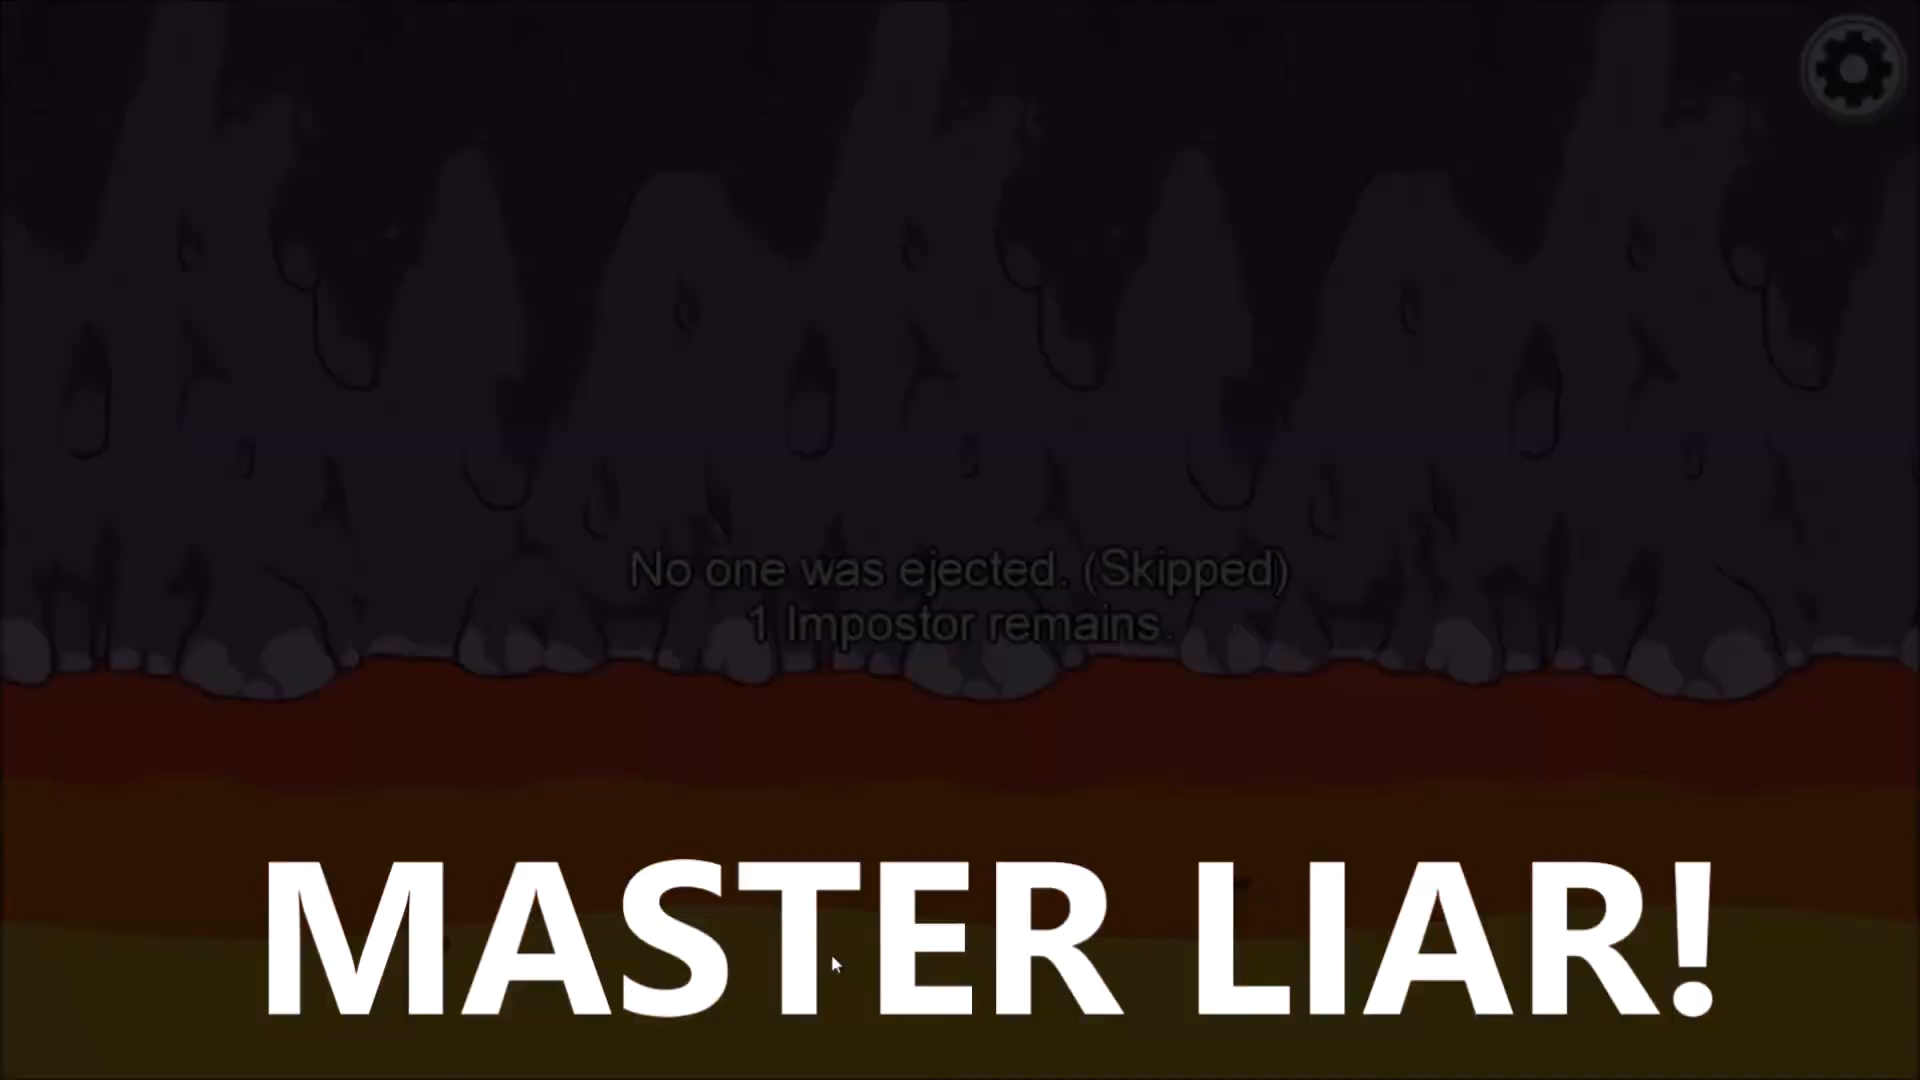 No one was ejected. (Skipped)
1 Impostor remains.
MASTER LIAR!